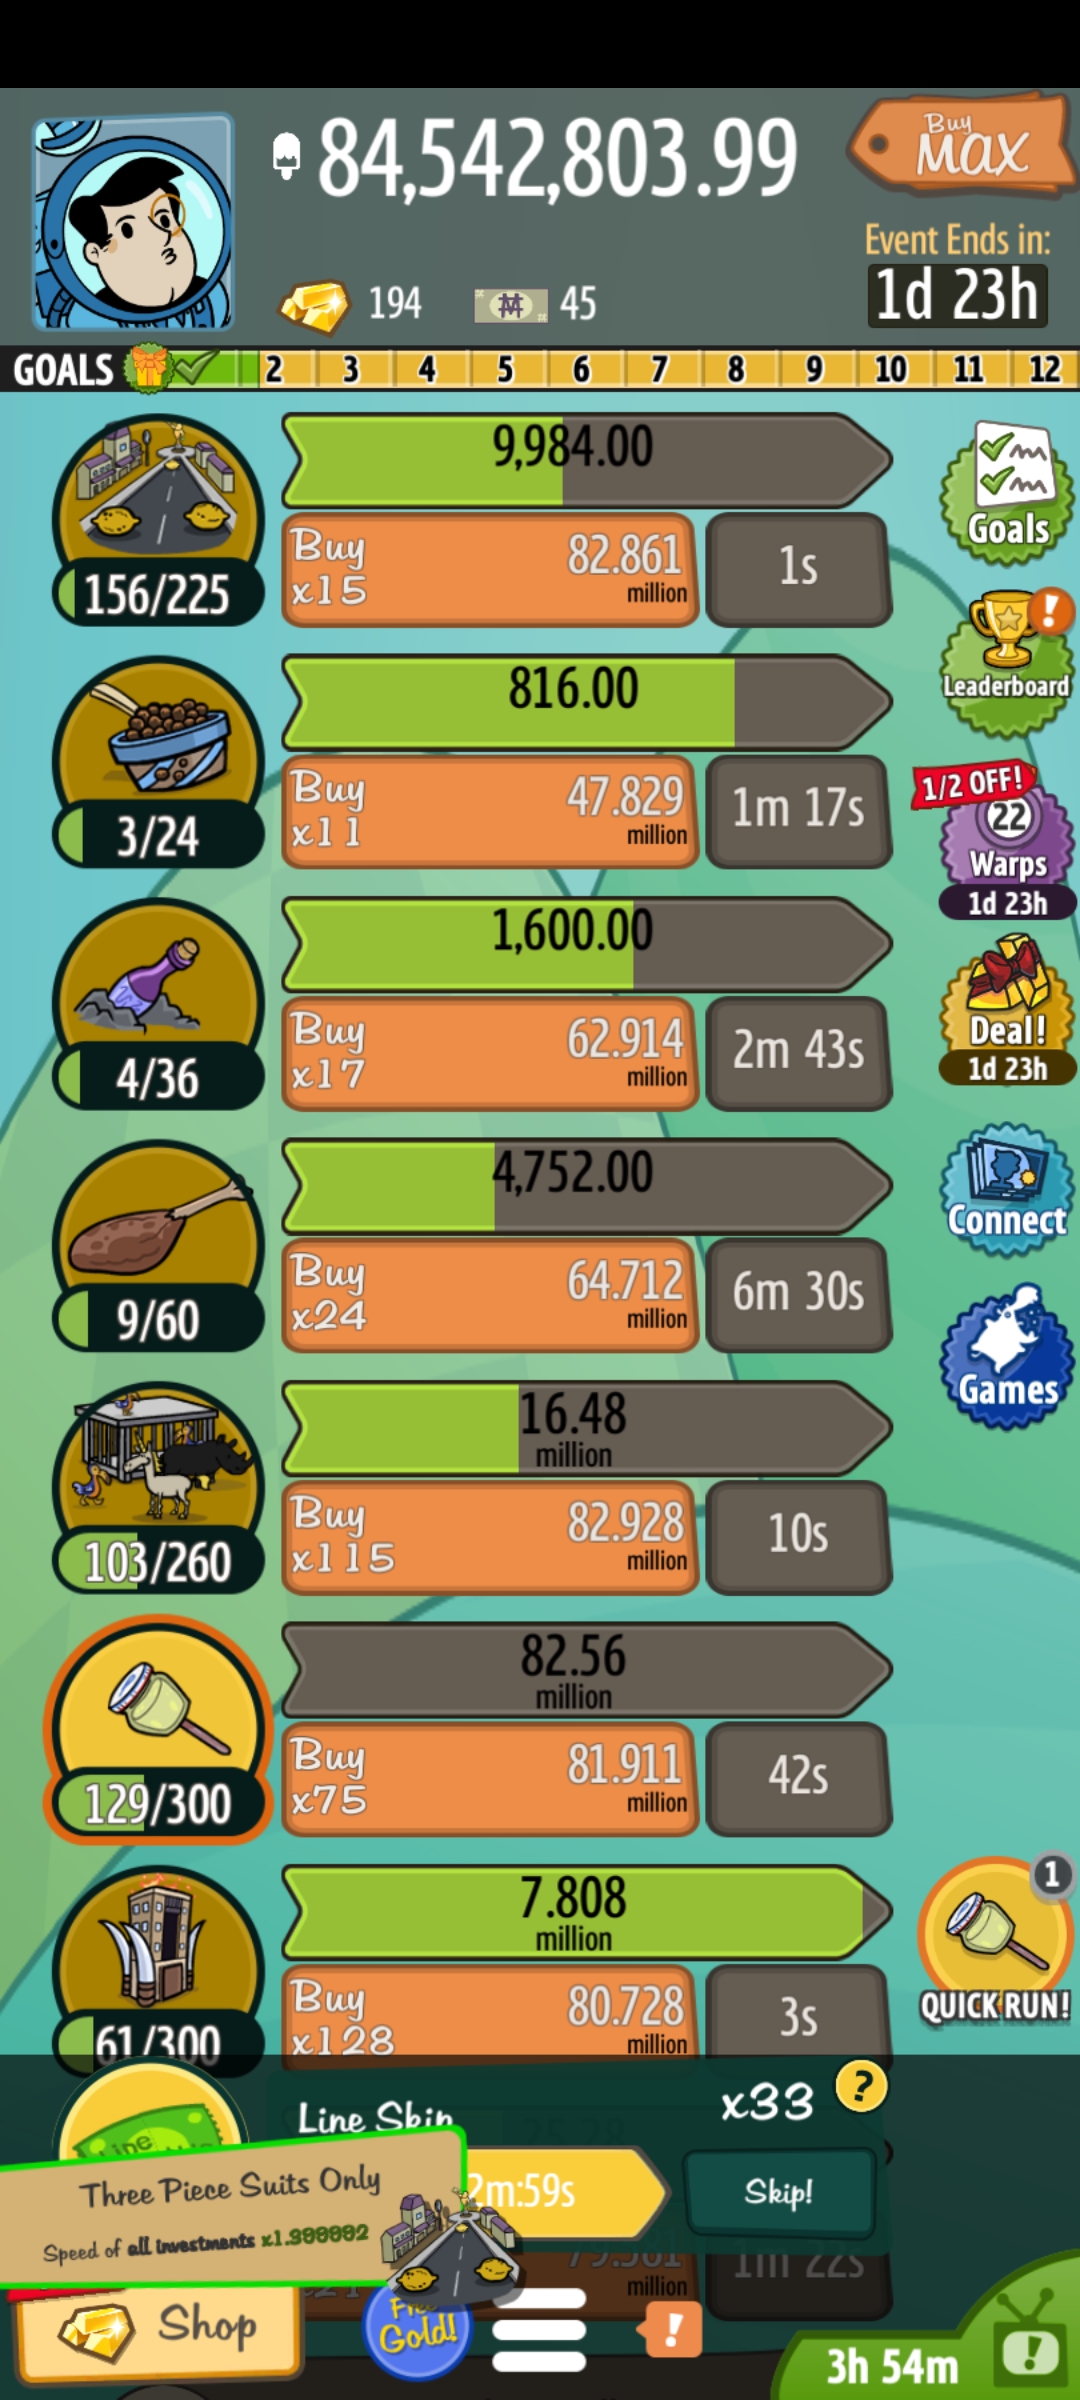 84,542,803.99
Buy
MAX
Event Ends in:
1d 23h
194
45
GOALS 2 3 4 5 6 7 8 9 10 11 12
9,984.00
Buy
x15
82.861
million
1s
156/225
Goals
816.00
Buy
x11
47.829
million
1m 17s
3/24
Leaderboard
1/2 OFF!
22
Warps
1d 23h
1,600.00
Buy
x17
62.914
million
2m 43s
4/36
Deal!
1d 23h
4,752.00
Buy
x24
64.712
million
6m 30s
9/60
Connect
Games
16.48
million
Buy
x115
82.928
million
10s
103/260
82.56
million
Buy
x75
81.911
million
42s
129/300
7.808
million
Buy
x128
80.728
million
3s
61/300
1
QUICK RUN!
Line Skip
x33
?
25.28
2m:59s
Skip!
Three Piece Suits Only
Speed of all investments x1.999992
million
1m 22s
Shop
Free
Gold!
!
3h 54m
!